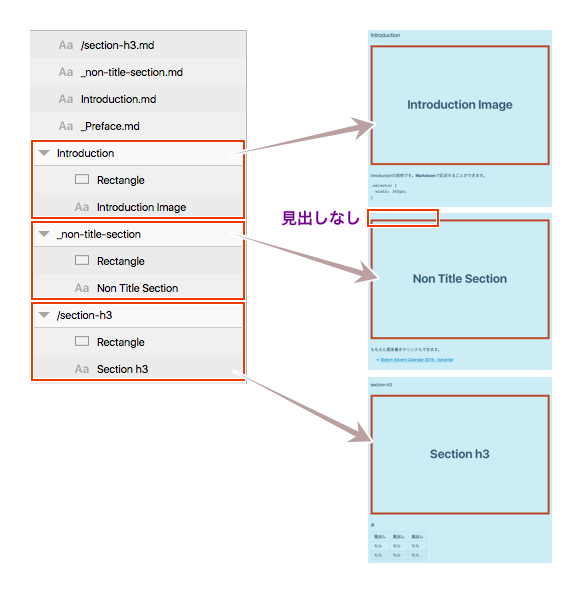 Aa /section-h3.md
Aa _non-title-section.md
Aa Introduction.md
Aa _Preface.md
Introduction
Rectangle
Aa Introduction Image
_non-title-section
Rectangle
Aa Non Title Section
/section-h3
Rectangle
Aa Section h3
Introduction
Introduction Image
Introductionの説明です。Markdownで記述することができます。
.selector {
width: 300px;
}
見出しなし
Non Title Section
もちろん箇条書きやリンクもできます。
Sketch Advent Calendar 2016 - Adventar
section-h3
Section h3
表
見出し 見出し 見出し
セル セル セル
セル セル セル